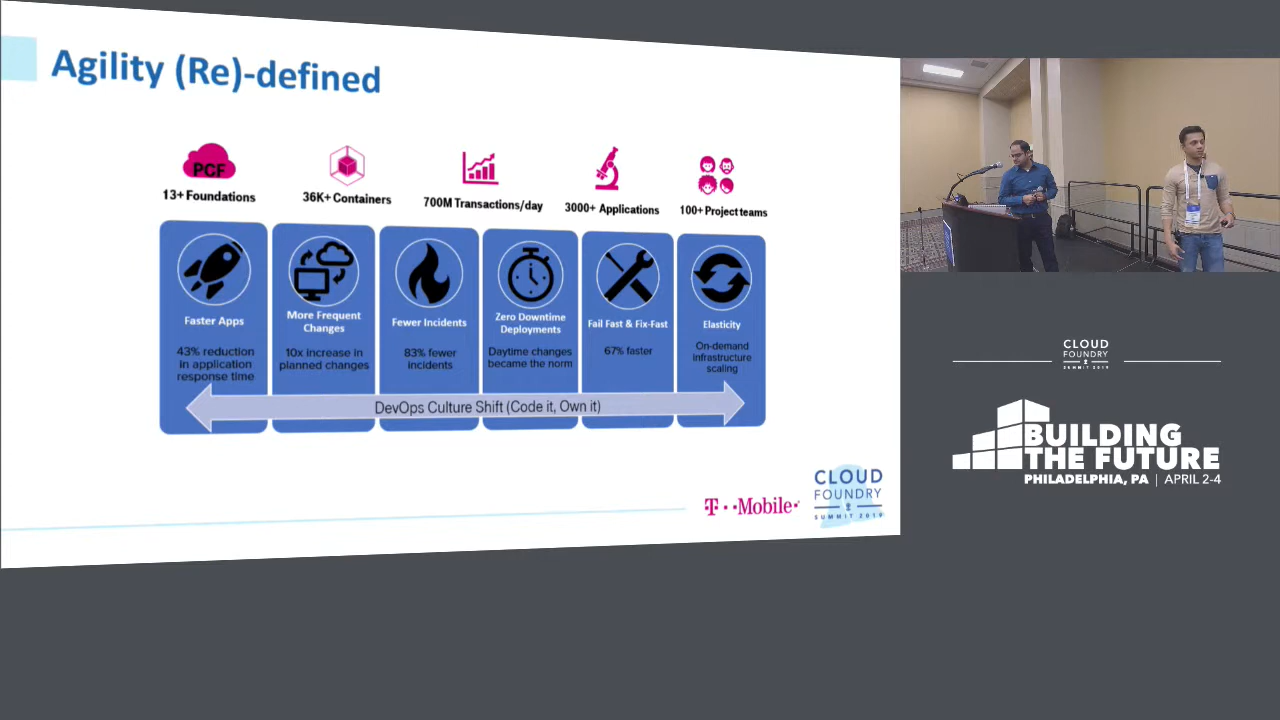 Agility (Re)-defined
PCF
13+ Foundations
36K+ Containers
700M Transactions/day
3000+ Applications
100+ Project teams
Faster Apps
43% reduction
in application
response time
More Frequent
Changes
10x increase in
planned changes
Fewer Incidents
83% fewer
incidents
Zero Downtime
Deployments
Daytime changes
became the norm
Fail Fast & Fix-Fast
67% faster
Elasticity
On-demand
infrastructure
scaling
DevOps Culture Shift (Code it, Own it)
T··Mobile·
CLOUD
FOUNDRY
SUMMIT 2019
CLOUD
FOUNDRY
SUMMIT 2019
BUILDING
THE FUTURE
PHILADELPHIA, PA | APRIL 2-4